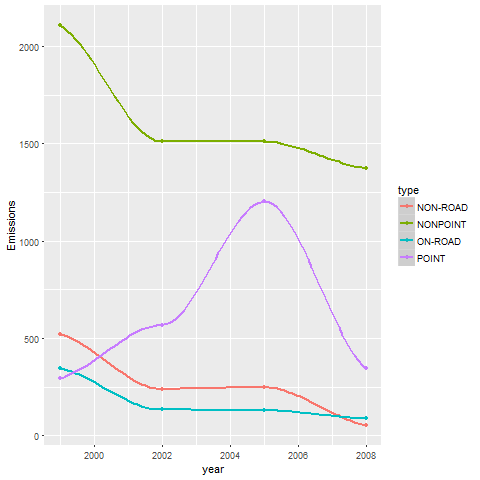 2000
1500
1000
500
0
Emissions
2000
2002
2004
2006
2008
year
type
NON-ROAD
NONPOINT
ON-ROAD
POINT